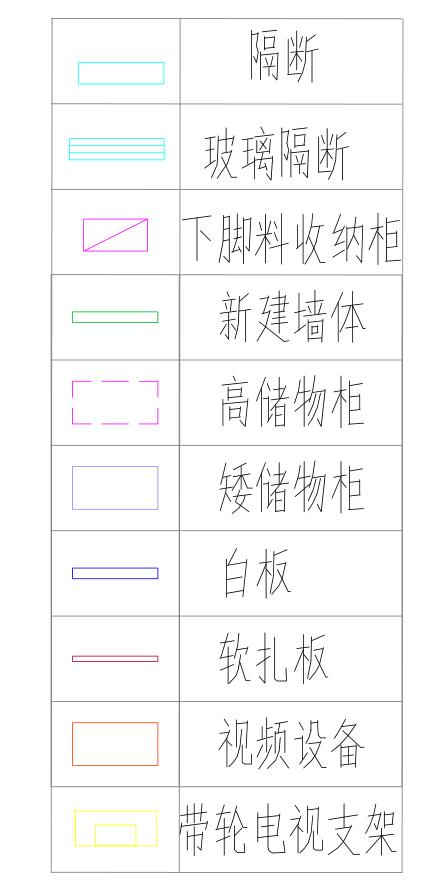 隔断
玻璃隔断
下脚料收纳柜
新建墙体
高储物柜
矮储物柜
白板
软扎板
视频设备
带轮电视支架